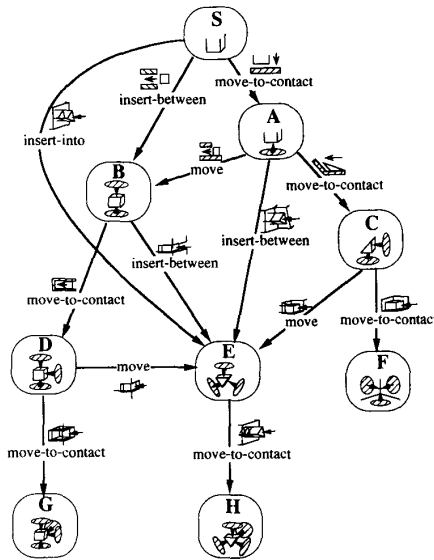 S
insert-between
move-to-contact
insert-into
A
B
move
move-to-contact
insert-between
C
insert-between
move-to-contact
move
move-to-contac
D
move
E
F
move-to-contact
move-to-contact
G
H